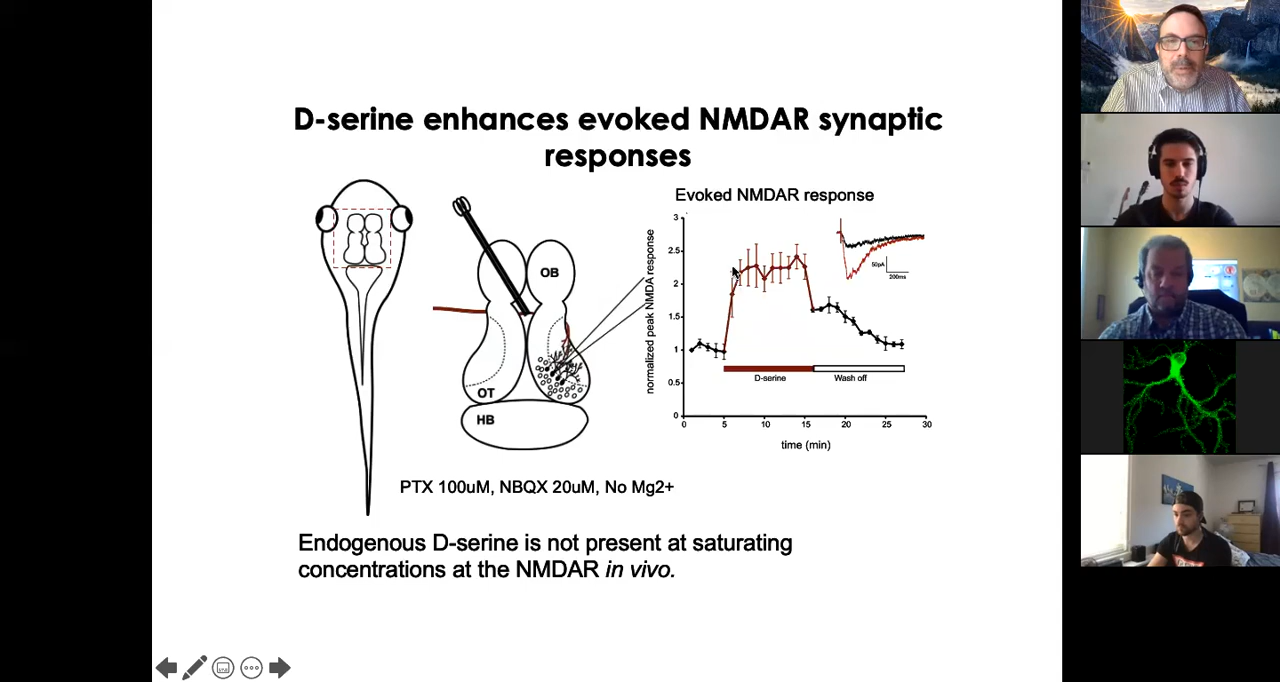 D-serine enhances evoked NMDAR synaptic
responses
Evoked NMDAR response
normalized peak NMDA response
3
2.5
2
1.5
1
0.5
0
0
5
10
15
20
25
30
time (min)
50pA
200ms
D-serine
Wash off
OB
OT
HB
PTX 100uM, NBQX 20uM, No Mg2+
Endogenous D-serine is not present at saturating
concentrations at the NMDAR in vivo.